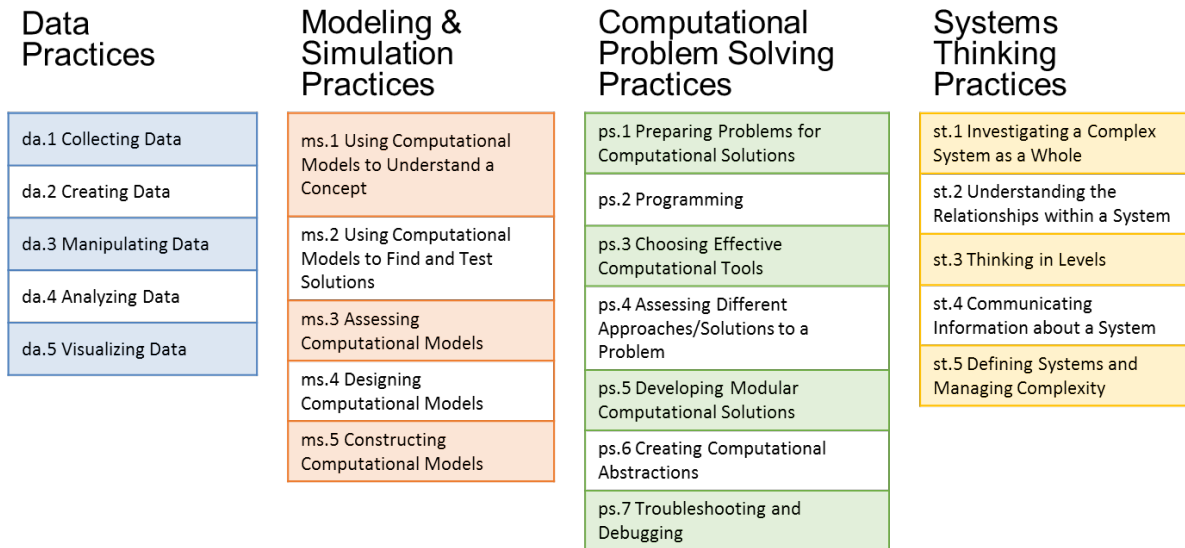 Data
Practices
da.1 Collecting Data
da.2 Creating Data
da.3 Manipulating Data
da.4 Analyzing Data
da.5 Visualizing Data
Modeling &
Simulation
Practices
ms.1 Using Computational
Models to Understand a
Concept
ms.2 Using Computational
Models to Find and Test
Solutions
ms.3 Assessing
Computational Models
ms.4 Designing
Computational Models
ms.5 Constructing
Computational Models
Computational
Problem Solving
Practices
ps.1 Preparing Problems for
Computational Solutions
ps.2 Programming
ps.3 Choosing Effective
Computational Tools
ps.4 Assessing Different
Approaches/Solutions to a
Problem
ps.5 Developing Modular
Computational Solutions
ps.6 Creating Computational
Abstractions
ps.7 Troubleshooting and
Debugging
Systems
Thinking
Practices
st.1 Investigating a Complex
System as a Whole
st.2 Understanding the
Relationships within a System
st.3 Thinking in Levels
st.4 Communicating
Information about a System
st.5 Defining Systems and
Managing Complexity